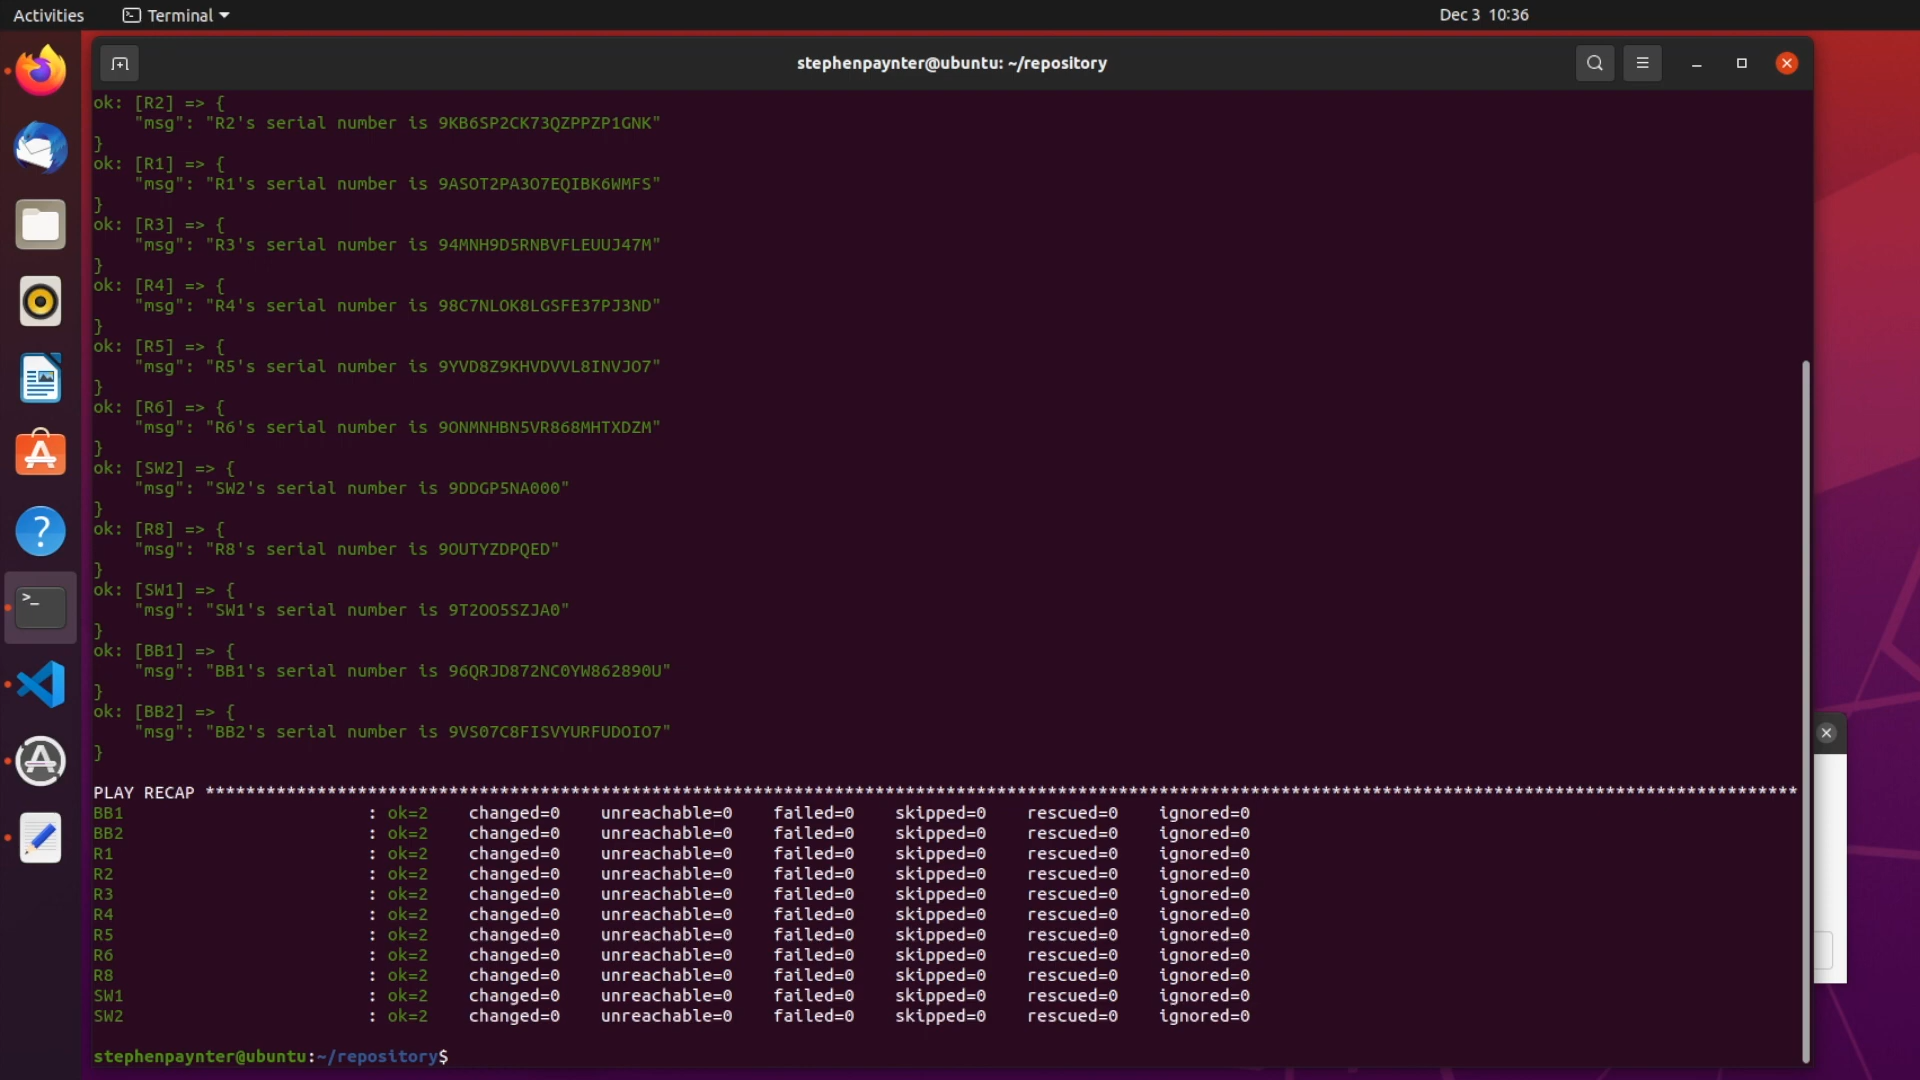 Activities
Terminal
Dec 3 10:36
stephenpaynter@ubuntu: ~/repository
ok: [R2] => {
"msg": "R2's serial number is 9KB6SP2CK73QZPPZP1GNK"
}
ok: [R1] => {
"msg": "R1's serial number is 9ASOT2PA3O7EQIBK6WMFS"
}
ok: [R3] => {
"msg": "R3's serial number is 94MNH9D5RNBVFLEUUJ47M"
}
ok: [R4] => {
"msg": "R4's serial number is 98C7NLOK8LGSFE37PJ3ND"
}
ok: [R5] => {
"msg": "R5's serial number is 9YVD8Z9KHVDVVL8INVJO7"
}
ok: [R6] => {
"msg": "R6's serial number is 9ONMNHBN5VR868MHTXDZM"
}
ok: [SW2] => {
"msg": "SW2's serial number is 9DDGP5NA000"
}
ok: [R8] => {
"msg": "R8's serial number is 9OUTYZDPQED"
}
ok: [SW1] => {
"msg": "SW1's serial number is 9T2OO5SZJA0"
}
ok: [BB1] => {
"msg": "BB1's serial number is 96QRJD872NC0YW862890U"
}
ok: [BB2] => {
"msg": "BB2's serial number is 9VS07C8FISVYURFUDOIO7"
}
PLAY RECAP *************************************************************************************************************************************************************
BB1 : ok=2 changed=0 unreachable=0 failed=0 skipped=0 rescued=0 ignored=0
BB2 : ok=2 changed=0 unreachable=0 failed=0 skipped=0 rescued=0 ignored=0
R1 : ok=2 changed=0 unreachable=0 failed=0 skipped=0 rescued=0 ignored=0
R2 : ok=2 changed=0 unreachable=0 failed=0 skipped=0 rescued=0 ignored=0
R3 : ok=2 changed=0 unreachable=0 failed=0 skipped=0 rescued=0 ignored=0
R4 : ok=2 changed=0 unreachable=0 failed=0 skipped=0 rescued=0 ignored=0
R5 : ok=2 changed=0 unreachable=0 failed=0 skipped=0 rescued=0 ignored=0
R6 : ok=2 changed=0 unreachable=0 failed=0 skipped=0 rescued=0 ignored=0
R8 : ok=2 changed=0 unreachable=0 failed=0 skipped=0 rescued=0 ignored=0
SW1 : ok=2 changed=0 unreachable=0 failed=0 skipped=0 rescued=0 ignored=0
SW2 : ok=2 changed=0 unreachable=0 failed=0 skipped=0 rescued=0 ignored=0
stephenpaynter@ubuntu:~/repository$